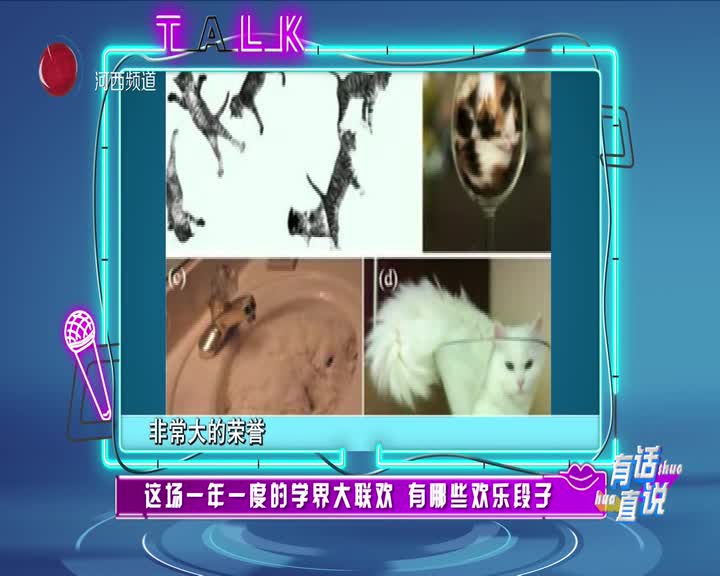 TALK
河西频道
(c)
(d)
非常大的荣誉
这场一年一度的学界大联欢 有哪些欢乐段子
有话直说
hua
shuo